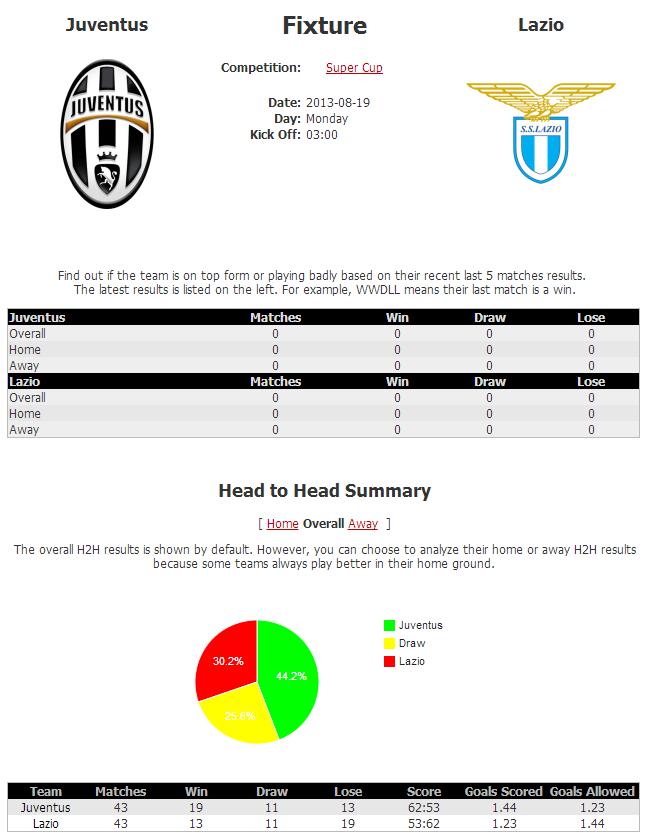 Juventus Fixture Lazio
Competition: Super Cup
JUVENTUS
S.S.LAZIO
Date: 2013-08-19
Day: Monday
Kick Off: 03:00
Find out if the team is on top form or playing badly based on their recent last 5 matches results.
The latest results is listed on the left. For example, WWDLL means their last match is a win.
Juventus Matches Win Draw Lose
Overall 0 0 0 0
Home 0 0 0 0
Away 0 0 0 0
Lazio Matches Win Draw Lose
Overall 0 0 0 0
Home 0 0 0 0
Away 0 0 0 0
Head to Head Summary
[ Home Overall Away ]
The overall H2H results is shown by default. However, you can choose to analyze their home or away H2H results
because some teams always play better in their home ground.
Juventus
Draw
Lazio
30.2%
44.2%
25.6%
Team Matches Win Draw Lose Score Goals Scored Goals Allowed
Juventus 43 19 11 13 62:53 1.44 1.23
Lazio 43 13 11 19 53:62 1.23 1.44